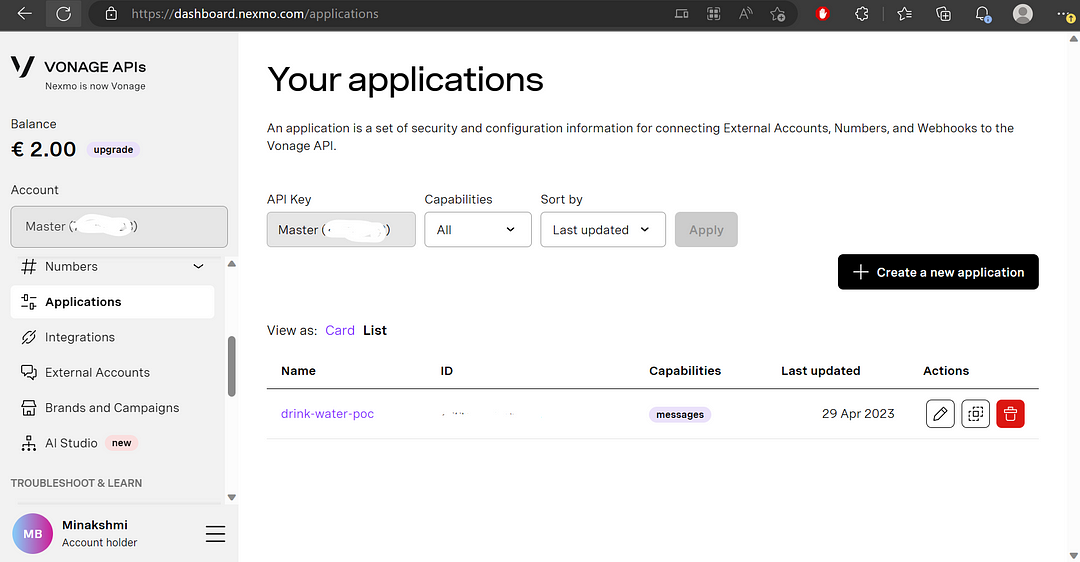 https://dashboard.nexmo.com/applications
VONAGE APIs
Nexmo is now Vonage
Balance
€ 2.00 upgrade
Account
Master (
Numbers
Applications
Integrations
External Accounts
Brands and Campaigns
AI Studio new
TROUBLESHOOT & LEARN
MB
Minakshmi
Account holder
Your applications
An application is a set of security and configuration information for connecting External Accounts, Numbers, and Webhooks to the
Vonage API.
API Key Capabilities Sort by
Master ( ) All Last updated Apply
Create a new application
View as: Card List
Name ID Capabilities Last updated Actions
drink-water-poc messages 29 Apr 2023